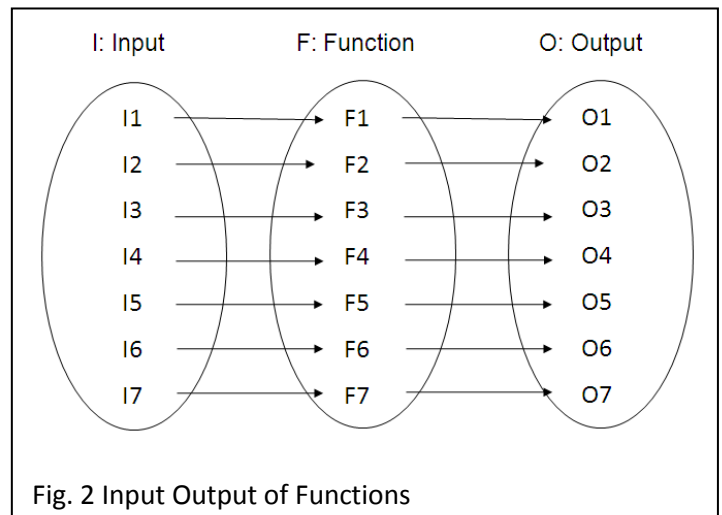 I: Input F: Function O: Output
I1 F1 O1
I2 F2 O2
I3 F3 O3
I4 F4 O4
I5 F5 O5
I6 F6 O6
I7 F7 O7
Fig. 2 Input Output of Functions